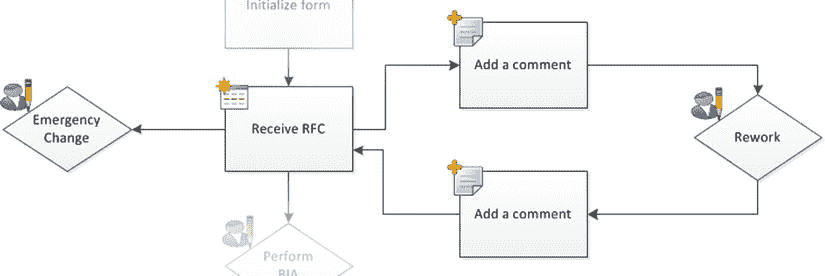 Initialize form
Add a comment
Emergency
Change
Receive RFC
Rework
Add a comment
Perform
BIA